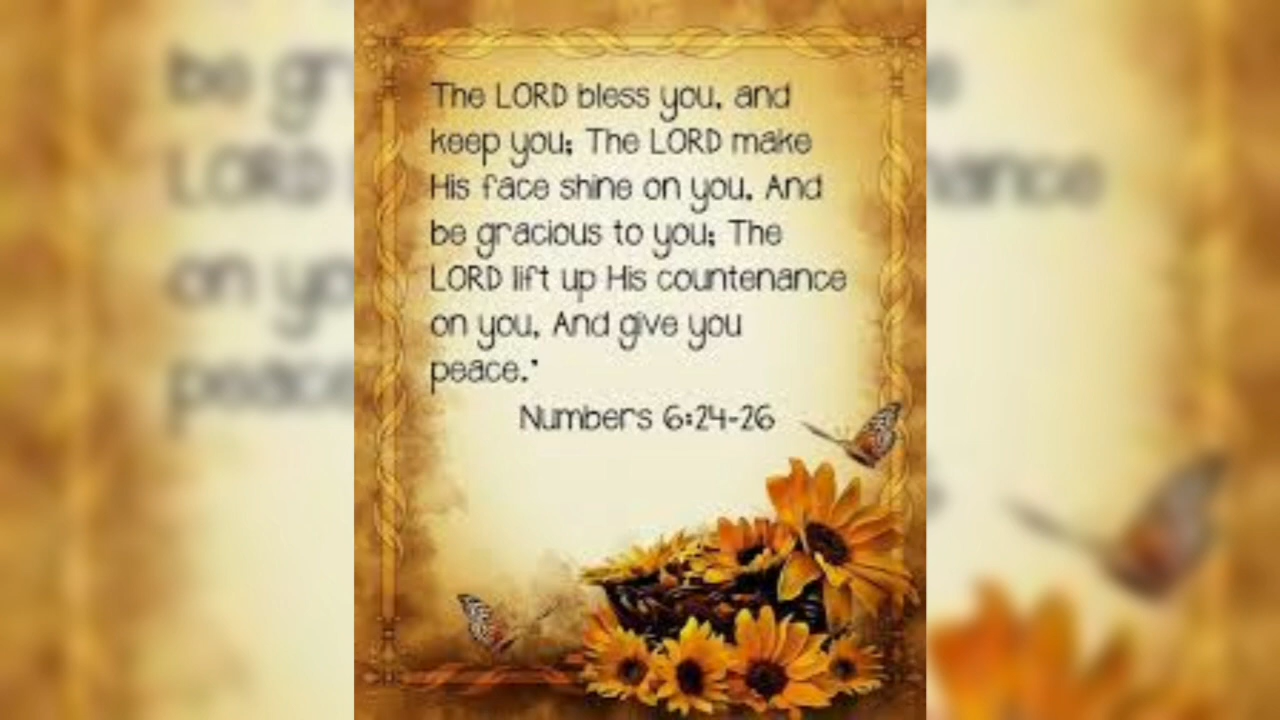 The LORD bless you, and
keep you; The LORD make
His face shine on you, And
be gracious to you; The
LORD lift up His countenance
on you, And give you
peace.'
Numbers 6:24-26